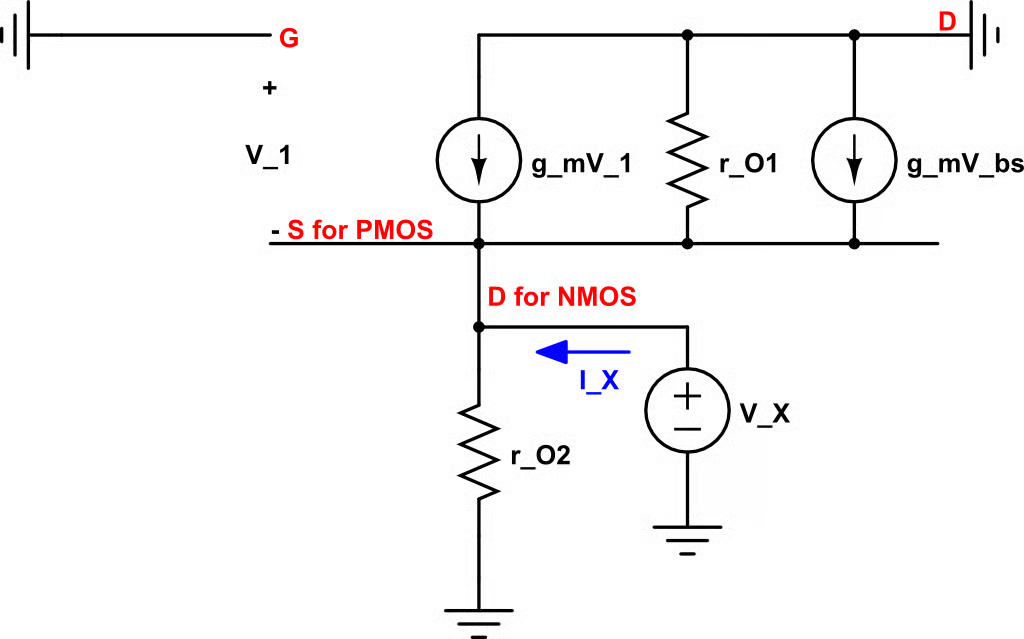 G
D
+
V_1
g_mV_1
r_O1
g_mV_bs
- S for PMOS
D for NMOS
I_X
+
V_X
−
r_O2